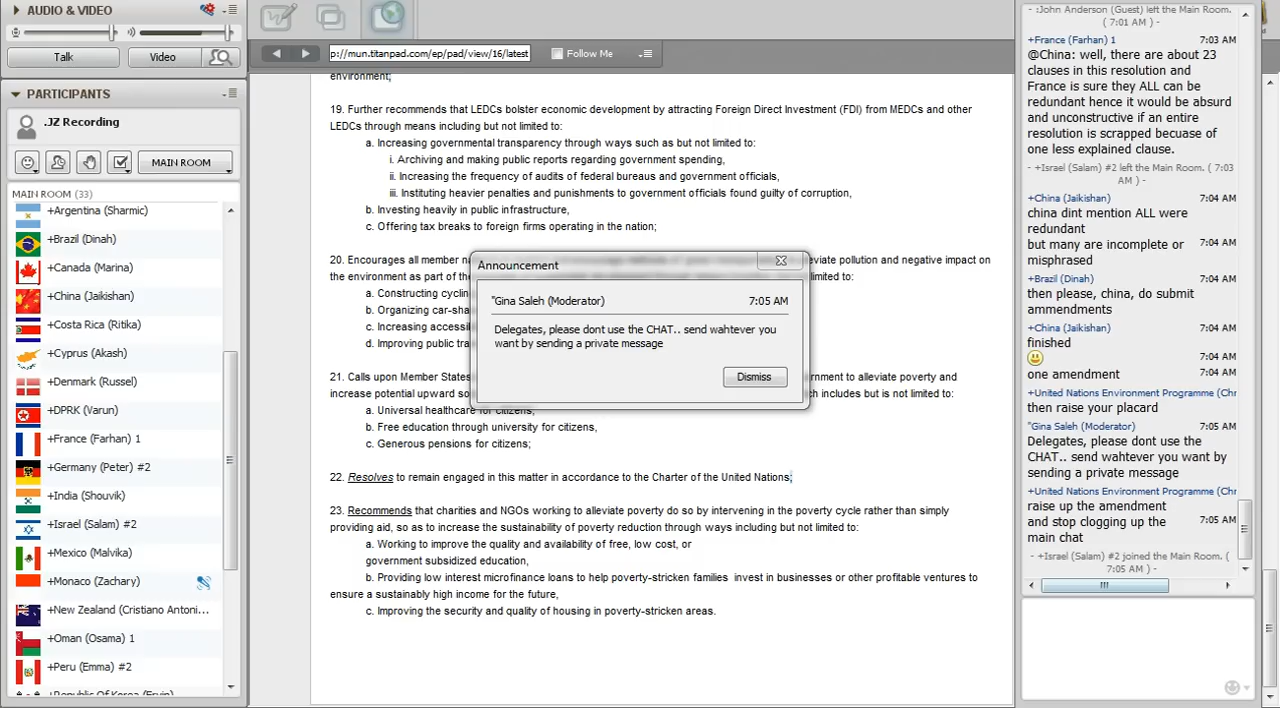 AUDIO & VIDEO
Talk
Video
PARTICIPANTS
.JZ Recording
MAIN ROOM
MAIN ROOM (33)
+Argentina (Sharmic)
+Brazil (Dinah)
+Canada (Marina)
+China (Jaikishan)
+Costa Rica (Ritika)
+Cyprus (Akash)
+Denmark (Russel)
+DPRK (Varun)
+France (Farhan) 1
+Germany (Peter) #2
+India (Shouvik)
+Israel (Salam) #2
+Mexico (Malvika)
+Monaco (Zachary)
+New Zealand (Cristiano Antoni...
+Oman (Osama) 1
+Peru (Emma) #2
+Republic Of Korea (Eruin)
p://mun.titanpad.com/ep/pad/view/16/latest
Follow Me
environment;
19. Further recommends that LEDCs bolster economic development by attracting Foreign Direct Investment (FDI) from MEDCs and other
LEDCs through means including but not limited to:
a. Increasing governmental transparency through ways such as but not limited to:
i. Archiving and making public reports regarding government spending,
ii. Increasing the frequency of audits of federal bureaus and government officials,
iii. Instituting heavier penalties and punishments to government officials found guilty of corruption,
b. Investing heavily in public infrastructure,
c. Offering tax breaks to foreign firms operating in the nation;
20. Encourages all member na
eviate pollution and negative impact on
the environment as part of the
limited to:
a. Constructing cyclin
b. Organizing car-sha
c. Increasing accessi
d. Improving public tra
21. Calls upon Member States
rnment to alleviate poverty and
increase potential upward so
ch includes but is not limited to:
a. Universal healthcare for citizens,
b. Free education through university for citizens,
c. Generous pensions for citizens;
22. Resolves to remain engaged in this matter in accordance to the Charter of the United Nations;
23. Recommends that charities and NGOs working to alleviate poverty do so by intervening in the poverty cycle rather than simply
providing aid, so as to increase the sustainability of poverty reduction through ways including but not limited to:
a. Working to improve the quality and availability of free, low cost, or
government subsidized education,
b. Providing low interest microfinance loans to help poverty-stricken families invest in businesses or other profitable ventures to
ensure a sustainably high income for the future,
c. Improving the security and quality of housing in poverty-stricken areas.
Announcement
"Gina Saleh (Moderator) 7:05 AM
Delegates, please dont use the CHAT.. send wahtever you
want by sending a private message
Dismiss
- :John Anderson (Guest) left the Main Room.
( 7:01 AM ) -
+France (Farhan) 1 7:03 AM
@China: well, there are about 23
clauses in this resolution and
France is sure they ALL can be
redundant hence it would be absurd
and unconstructive if an entire
resolution is scrapped becuase of
one less explained clause.
- +Israel (Salam) #2 left the Main Room. ( 7:03
AM ) -
+China (Jaikishan) 7:04 AM
china dint mention ALL were
redundant
but many are incomplete or 7:04 AM
misphrased
+Brazil (Dinah) 7:04 AM
then please, china, do submit
ammendments
+China (Jaikishan) 7:04 AM
finished
7:04 AM
one amendment 7:04 AM
+United Nations Environment Programme (Chr
then raise your placard 7:05 AM
"Gina Saleh (Moderator) 7:05 AM
Delegates, please dont use the
CHAT.. send wahtever you want by
sending a private message
+United Nations Environment Programme (Chr
raise up the amendment 7:05 AM
and stop clogging up the
main chat
- +Israel (Salam) #2 joined the Main Room. (
7:05 AM ) -